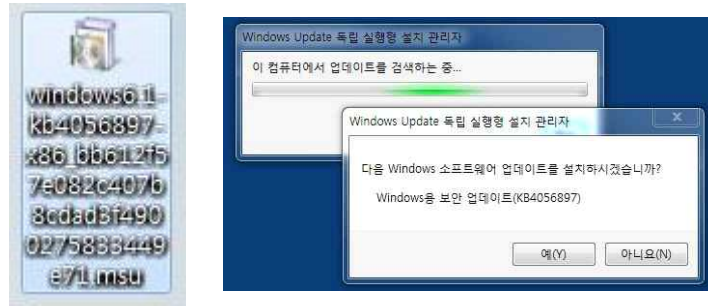 windows6.1-
kb4056897-
x86_bb612f5
7e082c407b
8cdad3f490
0275833449
e71.msu
Windows Update 독립 실행형 설치 관리자
이 컴퓨터에서 업데이트를 검색하는 중...
Windows Update 독립 실행형 설치 관리자
다음 Windows 소프트웨어 업데이트를 설치하시겠습니까?
Windows용 보안 업데이트(KB4056897)
예(Y) 아니요(N)